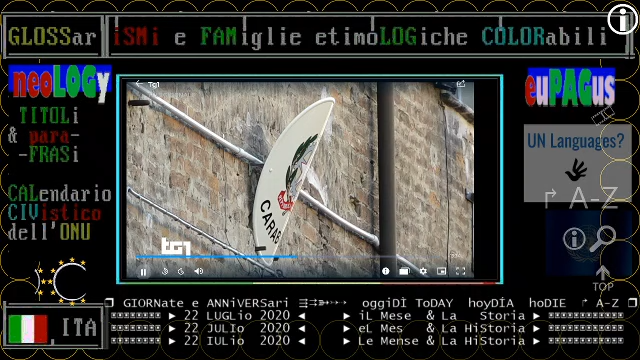 GLOSSar iSMi e FAMiglie etimoLOGiche COLORabili
neoLOGy
TITOLi
& para-
-FRASi
CALendario
CIVistico
dell'ONU
ITA
Tg1
CARAB
tg1
euPAGus
UN Languages?
A-Z
TOP
GIORNate e ANNiVERSari oggiDÌ ToDAY hoyDÍA hoDIE A-Z
22 LUGLio 2020 iL Mese & La Storia
22 JULIo 2020 eL Mes & La HiStoria
22 IULio 2020 Le Mense & La HiStoria